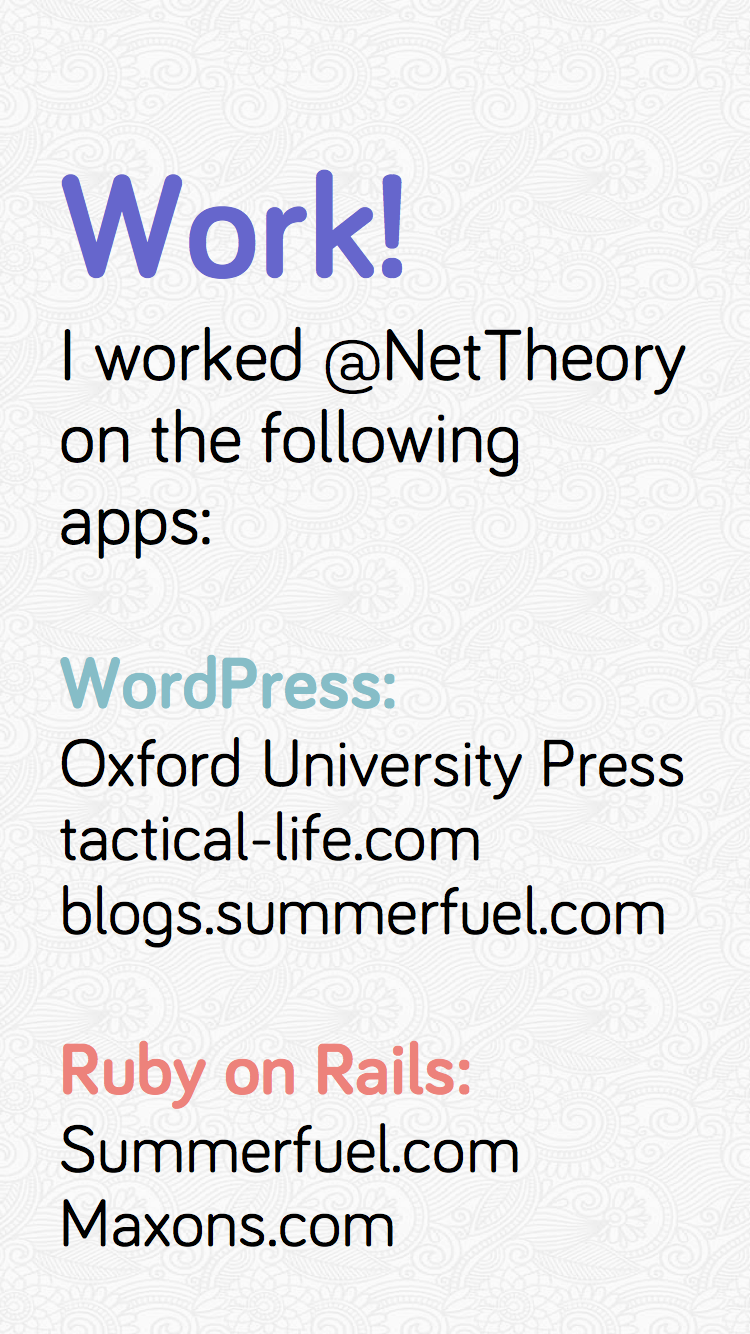 Work!
I worked @NetTheory
on the following
apps:
WordPress:
Oxford University Press
tactical-life.com
blogs.summerfuel.com
Ruby on Rails:
Summerfuel.com
Maxons.com